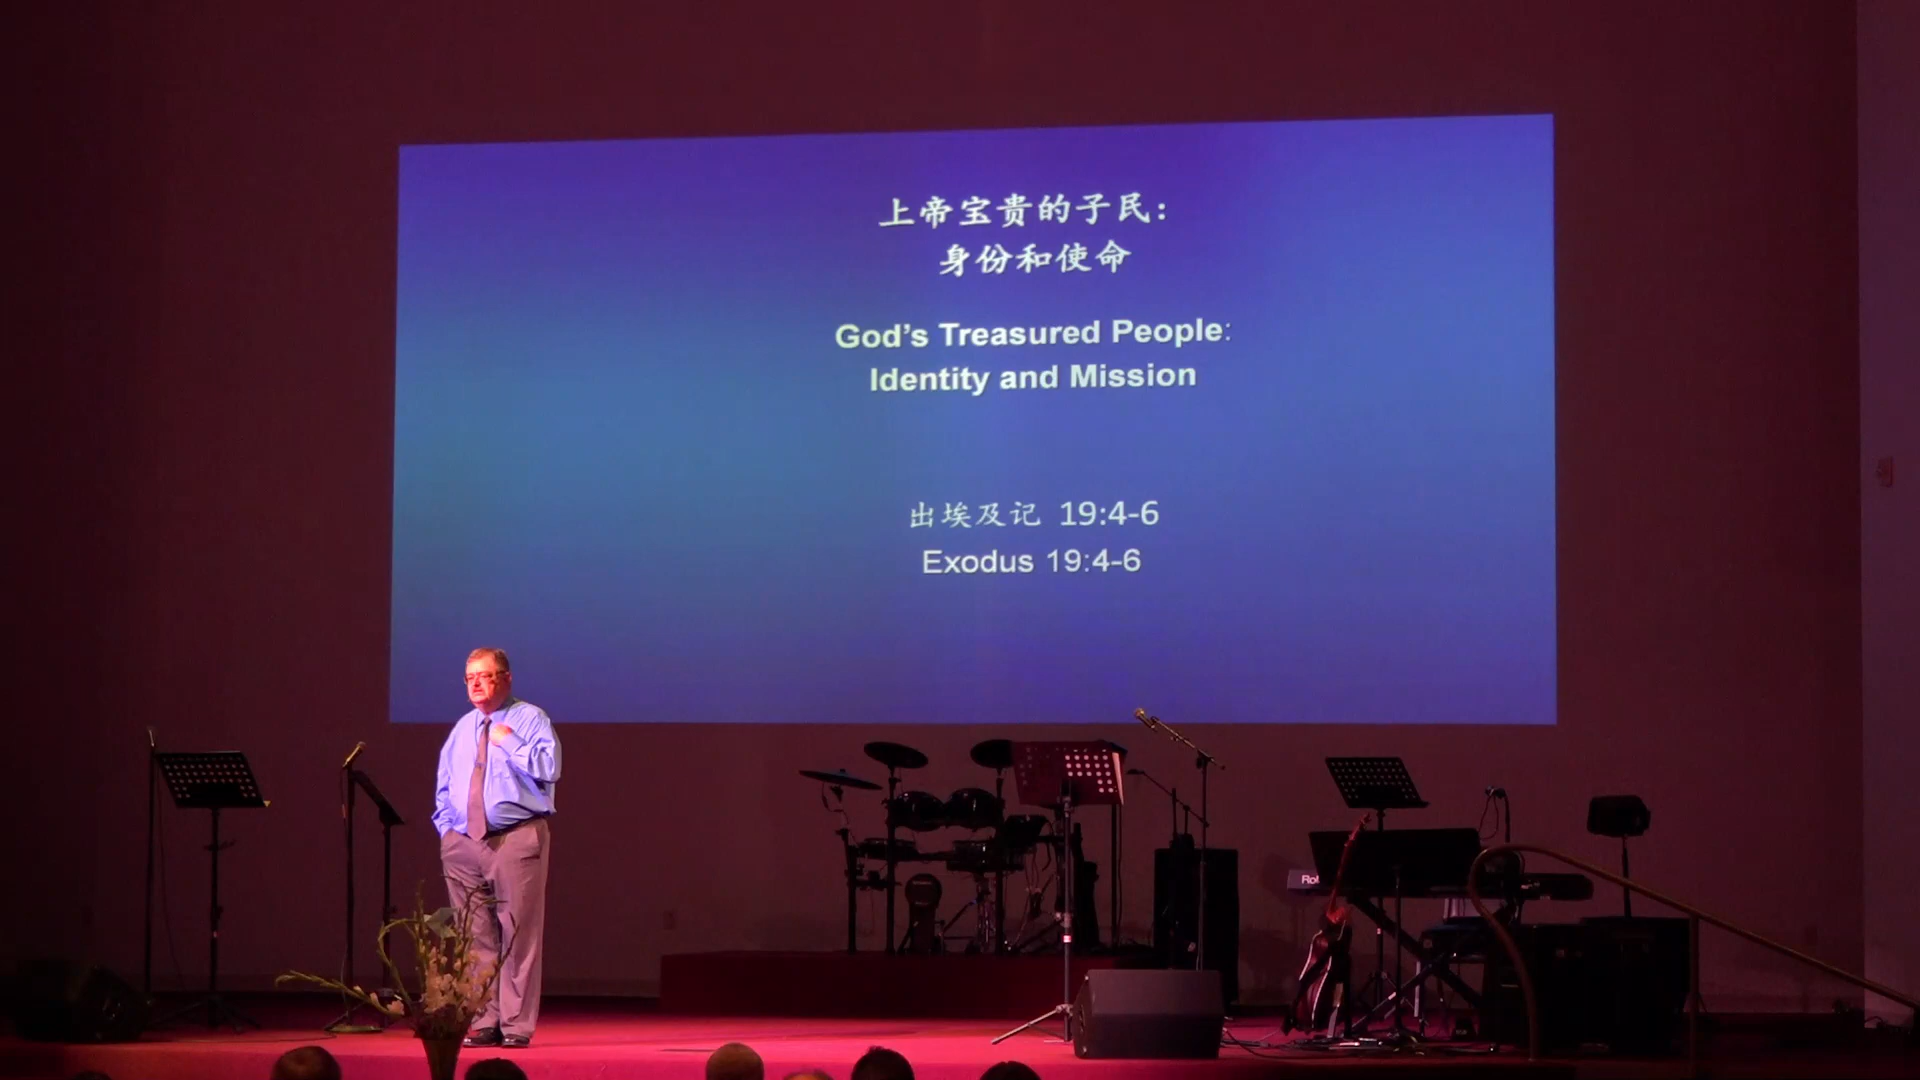 上帝宝贵的子民:
身份和使命
God's Treasured People:
Identity and Mission
出埃及记 19:4-6
Exodus 19:4-6